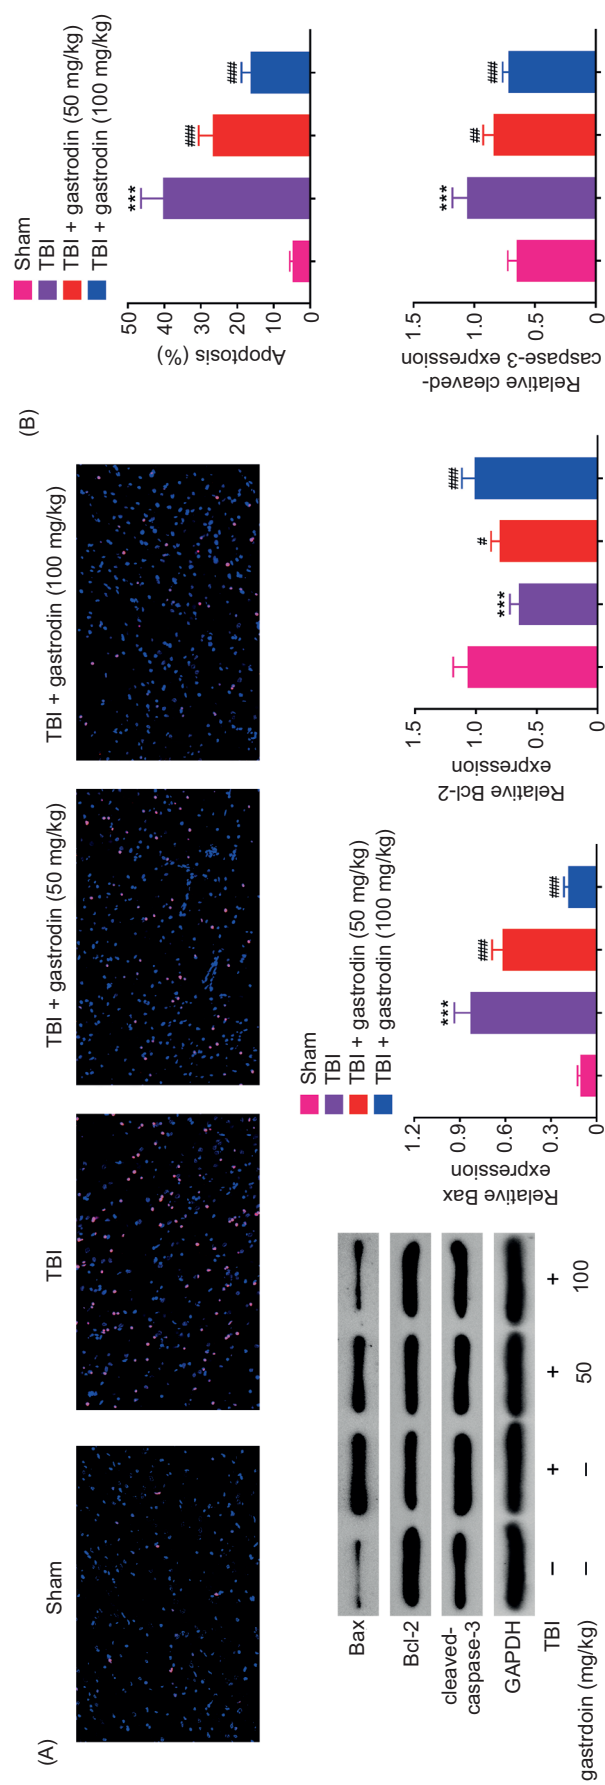 (A)
Sham
TBI
TBI + gastrodin (50 mg/kg)
TBI + gastrodin (100 mg/kg)
Sham
TBI
TBI + gastrodin (50 mg/kg)
TBI + gastrodin (100 mg/kg)
50
40
30
20
10
0
Apoptosis (%)
***
###
###
(B)
Bax
Bcl-2
cleaved-
caspase-3
GAPDH
TBI
– + + +
gastrdoin (mg/kg)
– – 50 100
Sham
TBI
TBI + gastrodin (50 mg/kg)
TBI + gastrodin (100 mg/kg)
1.2
0.9
0.6
0.3
0
Relative Bax
expression
***
###
###
1.5
1.0
0.5
0
Relative Bcl-2
expression
***
#
###
1.5
1.0
0.5
0
Relative cleaved-
caspase-3 expression
***
##
###